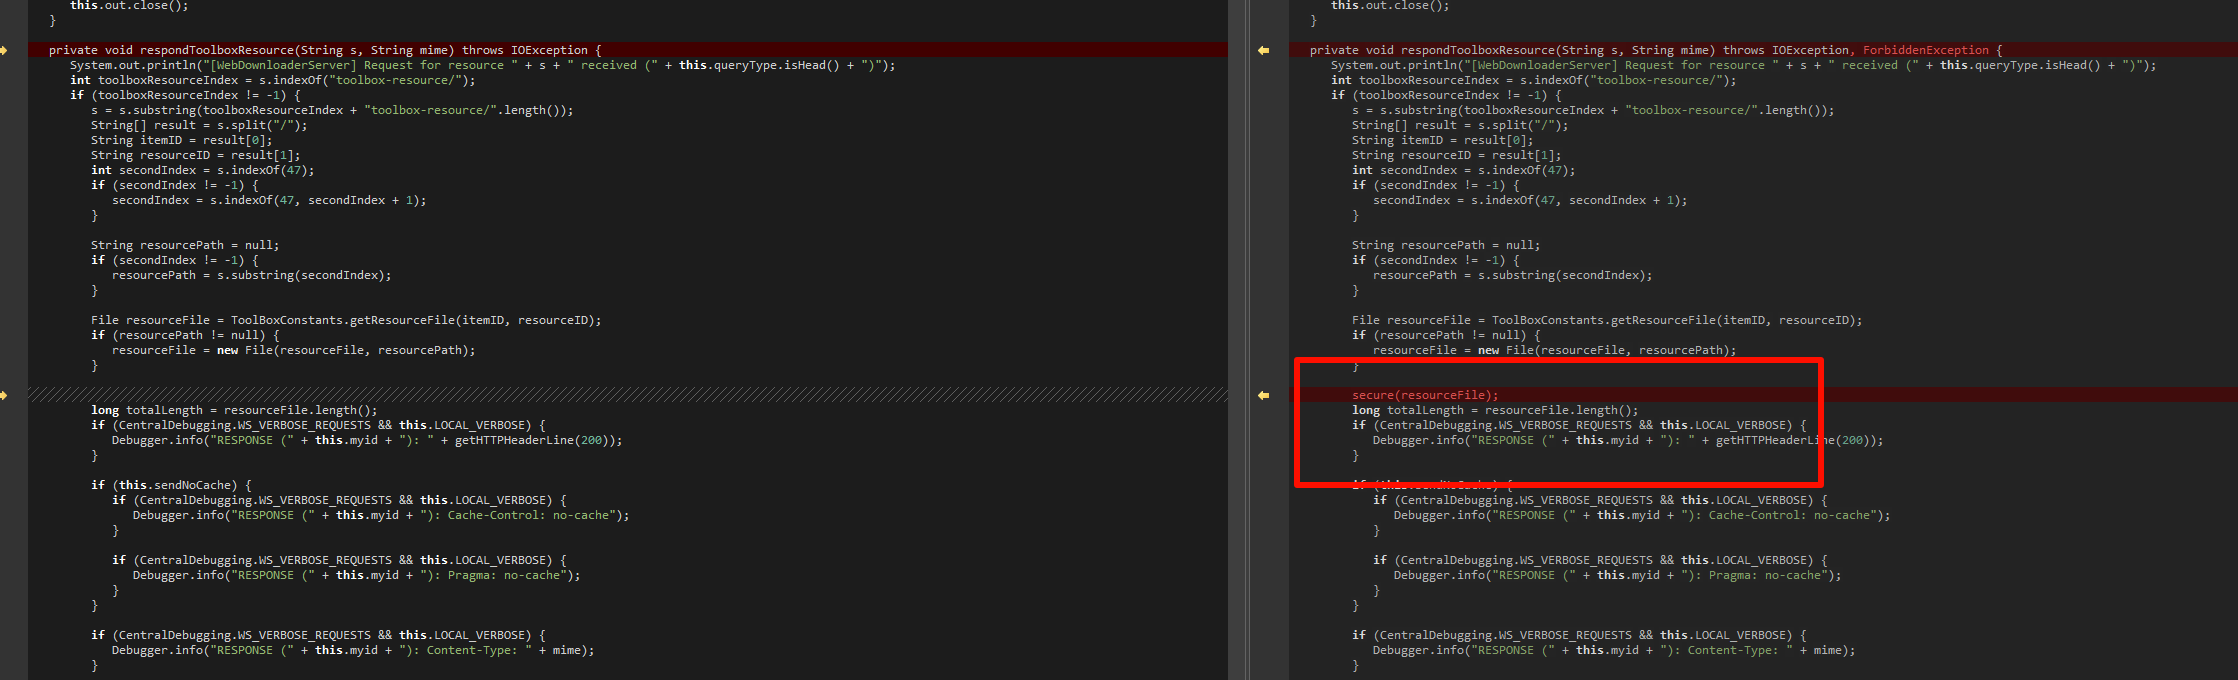 this.out.close();
}
private void respondToolboxResource(String s, String mime) throws IOException {
System.out.println("[WebDownloaderServer] Request for resource " + s + " received (" + this.queryType.isHead() + ")");
int toolboxResourceIndex = s.indexOf("toolbox-resource/");
if (toolboxResourceIndex != -1) {
s = s.substring(toolboxResourceIndex + "toolbox-resource/".length());
String[] result = s.split("/");
String itemID = result[0];
String resourceID = result[1];
int secondIndex = s.indexOf(47);
if (secondIndex != -1) {
secondIndex = s.indexOf(47, secondIndex + 1);
}
String resourcePath = null;
if (secondIndex != -1) {
resourcePath = s.substring(secondIndex);
}
File resourceFile = ToolBoxConstants.getResourceFile(itemID, resourceID);
if (resourcePath != null) {
resourceFile = new File(resourceFile, resourcePath);
}
long totalLength = resourceFile.length();
if (CentralDebugging.WS_VERBOSE_REQUESTS && this.LOCAL_VERBOSE) {
Debugger.info("RESPONSE (" + this.myid + "): " + getHTTPHeaderLine(200));
}
if (this.sendNoCache) {
if (CentralDebugging.WS_VERBOSE_REQUESTS && this.LOCAL_VERBOSE) {
Debugger.info("RESPONSE (" + this.myid + "): Cache-Control: no-cache");
}
if (CentralDebugging.WS_VERBOSE_REQUESTS && this.LOCAL_VERBOSE) {
Debugger.info("RESPONSE (" + this.myid + "): Pragma: no-cache");
}
}
if (CentralDebugging.WS_VERBOSE_REQUESTS && this.LOCAL_VERBOSE) {
Debugger.info("RESPONSE (" + this.myid + "): Content-Type: " + mime);
}
this.out.close();
}
private void respondToolboxResource(String s, String mime) throws IOException, ForbiddenException {
System.out.println("[WebDownloaderServer] Request for resource " + s + " received (" + this.queryType.isHead() + ")");
int toolboxResourceIndex = s.indexOf("toolbox-resource/");
if (toolboxResourceIndex != -1) {
s = s.substring(toolboxResourceIndex + "toolbox-resource/".length());
String[] result = s.split("/");
String itemID = result[0];
String resourceID = result[1];
int secondIndex = s.indexOf(47);
if (secondIndex != -1) {
secondIndex = s.indexOf(47, secondIndex + 1);
}
String resourcePath = null;
if (secondIndex != -1) {
resourcePath = s.substring(secondIndex);
}
File resourceFile = ToolBoxConstants.getResourceFile(itemID, resourceID);
if (resourcePath != null) {
resourceFile = new File(resourceFile, resourcePath);
}
secure(resourceFile);
long totalLength = resourceFile.length();
if (CentralDebugging.WS_VERBOSE_REQUESTS && this.LOCAL_VERBOSE) {
Debugger.info("RESPONSE (" + this.myid + "): " + getHTTPHeaderLine(200));
}
if (this.sendNoCache) {
if (CentralDebugging.WS_VERBOSE_REQUESTS && this.LOCAL_VERBOSE) {
Debugger.info("RESPONSE (" + this.myid + "): Cache-Control: no-cache");
}
if (CentralDebugging.WS_VERBOSE_REQUESTS && this.LOCAL_VERBOSE) {
Debugger.info("RESPONSE (" + this.myid + "): Pragma: no-cache");
}
}
if (CentralDebugging.WS_VERBOSE_REQUESTS && this.LOCAL_VERBOSE) {
Debugger.info("RESPONSE (" + this.myid + "): Content-Type: " + mime);
}